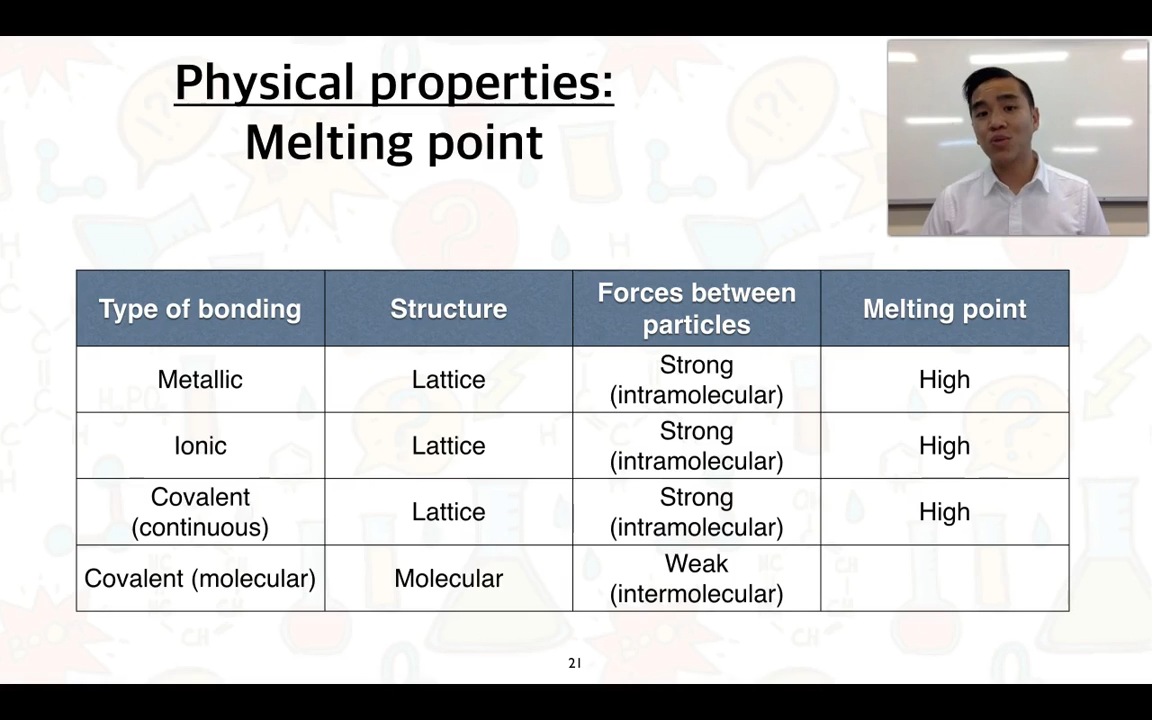 Physical properties:
Melting point
Type of bonding
Structure
Forces between
particles
Melting point
Metallic
Lattice
Strong
(intramolecular)
High
Ionic
Lattice
Strong
(intramolecular)
High
Covalent
(continuous)
Lattice
Strong
(intramolecular)
High
Covalent (molecular)
Molecular
Weak
(intermolecular)
21